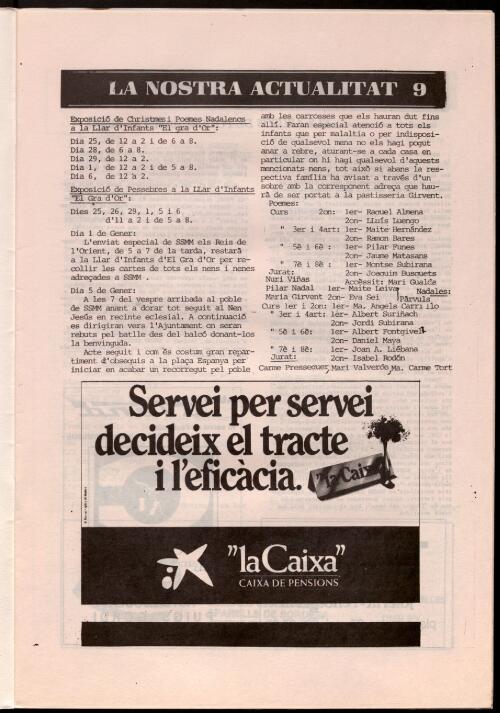 LA NOSTRA ACTUALITAT 9
Exposició de Christmes i Poemes Nadalencs
a la Llar d'Infants "El gra d'Or":
Dia 25, de 12 a 2 i de 6 a 8.
Dia 28, de 6 a 8.
Dia 29, de 12 a 2.
Dia 1, de 12 a 2 i de 5 a 8.
Dia 6, de 12 a 2.
Exposició de Pessebres a la LLar d'Infants
"El Gra d'Or":
Dies 25, 26, 29, 1, 5 i 6
d'11 a 2 i de 5 a 8.
Dia 1 de Gener:
L'enviat especial de SSMM els Reis de
l'Orient, de 5 a 7 de la tarda, restarà
a la Llar d'Infants d'El Gra d'Or per re-
collir les cartes de tots els nens i nenes
adreçades a SSMM .
Dia 5 de Gener:
A les 7 del vespre arribada al poble
de SSMM anant a dorar tot seguit al Nen
Jesús en recinte eclesial. A continuació
es dirigiran vers l'Ajuntament on seran
rebuts pel batlle des del balcó donant-los
la benvinguda.
Acte seguit i com és costum gran repar-
timent d'obsequis a la plaça Espanya per
iniciar en acabar un recorregut pel poble
amb les carrosses que els hauran dut fins
allí. Faran especial atenció a tots els
infants que per malaltia o per indisposi-
ció de qualsevol mena no els hagi pogut
anar a rebre, aturant-se a cada casa en
particular on hi hagi qualsevol d'aquests
mencionats nens, tot això si abans la res-
pectiva família ha avisat a través d'un
sobre amb la corresponent adreça que hau-
rà de ser portat a la pastisseria Girvent.
Poemes:
Curs 2on: 1er- Raquel Almena
2on- Lluís Luengo
" 3er i 4art: 1er- Maite Hernández
2on- Ramon Bares
" 5è i 6è : 1er- Pilar Funes
2on- Jaume Matasans
" 7è i 8è : 1er- Montse Subirana
Jurat: 2on- Joaquim Busquets
Nuri Viñas Accèssit: Mari Gualda
Pilar Nadal 1er- Maite Leiva Nadales:
Maria Girvent 2on- Eva Sei Pàrvuls
Curs 1er i 2on: 1er- Ma. Angels Carrillo
" 3er i 4art: 1er- Albert Suriñach
2on- Jordi Subirana
" 5è i 6è: 1er- Albert Fontgivell
2on- Daniel Maya
" 7è i 8è: 1er- Joan A. Liébana
Jurat: 2on- Isabel Rodón
Carme Pressequer, Mari Valverde, Ma. Carme Tort
Servei per servei
decideix el tracte
i l'eficàcia.
"la Caixa"
"la Caixa"
CAIXA DE PENSIONS